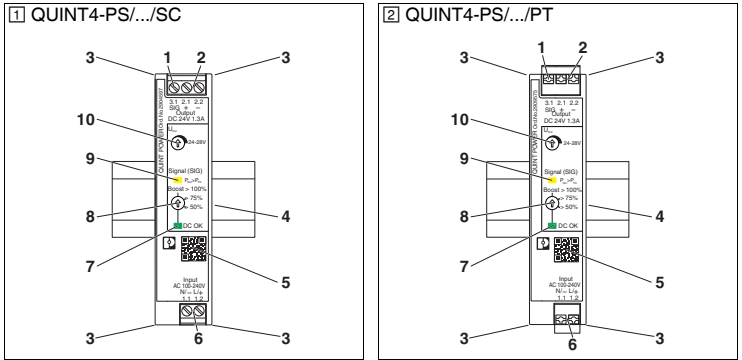 1 QUINT4-PS/.../SC
3
1
2
3
3.1 2.1 2.2
SIG + −
Output
DC 24V 1.3A
10
24-28V
QUINT POWER
Signal (SIG)
9
Boost > 100%
> 75%
8
> 50%
4
7
DC OK
5
Input
AC 100-240V
N/− L/+
1.1 1.2
3
6
3
2 QUINT4-PS/.../PT
3
1
2
3
3.1 2.1 2.2
SIG + −
Output
DC 24V 1.3A
10
24-28V
QUINT POWER
Signal (SIG)
9
Boost > 100%
> 75%
8
> 50%
4
7
DC OK
5
Input
AC 100-240V
N/− L/+
1.1 1.2
3
6
3